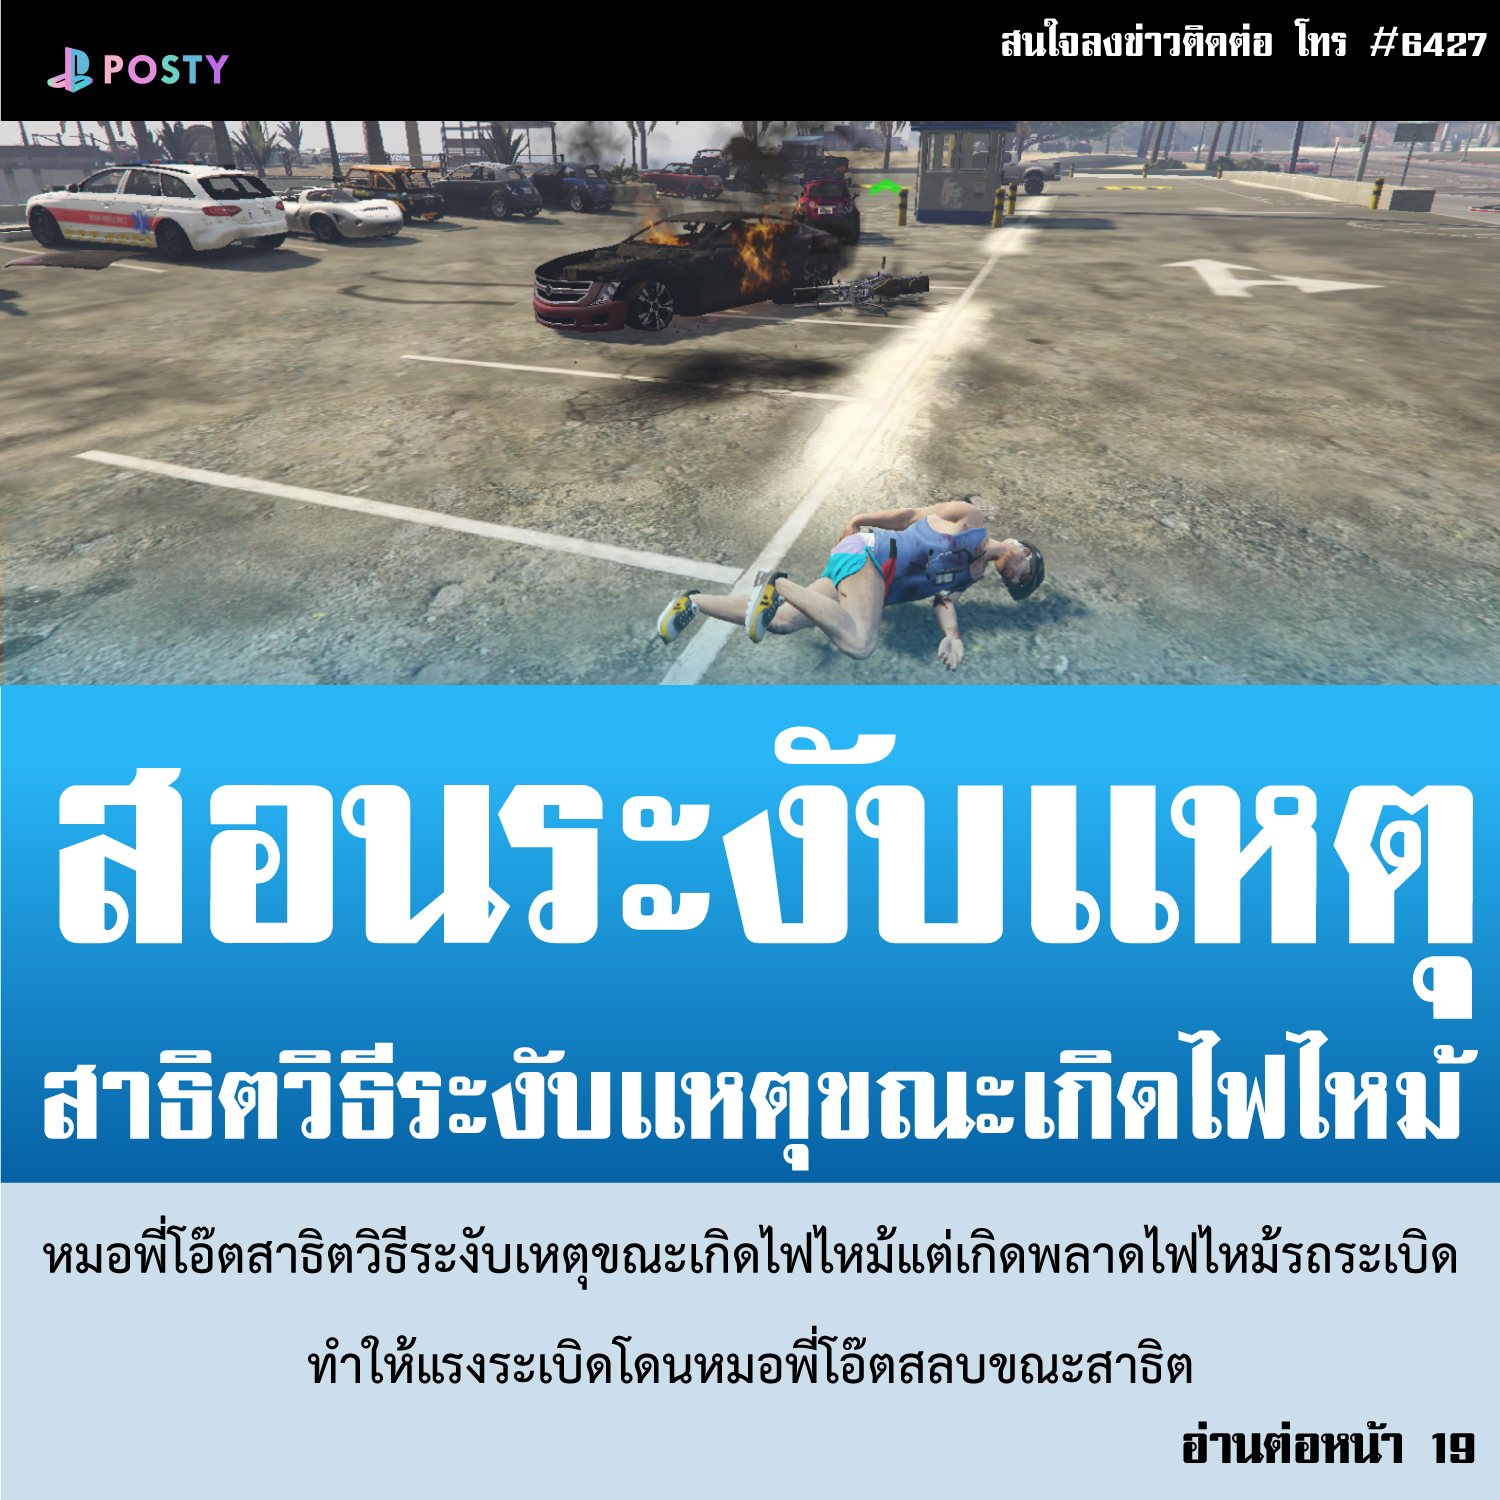 สนใจลงข่าวติดต่อ โทร #6427
POSTY
สอนระงับเหตุ
สาธิตวิธีระงับเหตุขณะเกิดไฟไหม้
หมอพี่โอ๊ตสาธิตวิธีระงับเหตุขณะเกิดไฟไหม้แต่เกิดพลาดไฟไหม้รถระเบิด
ทำให้แรงระเบิดโดนหมอพี่โอ๊ตสลบขณะสาธิต
อ่านต่อหน้า 19